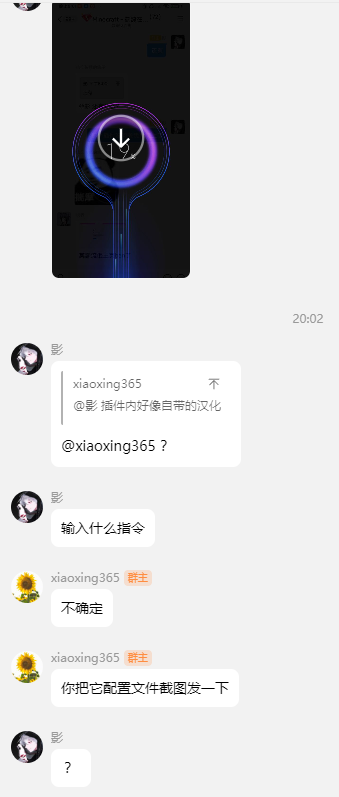 19%
20:02
影
xiaoxing365
@影 插件内好像自带的汉化
@xiaoxing365 ？
影
输入什么指令
xiaoxing365 群主
不确定
xiaoxing365 群主
你把它配置文件截图发一下
影
？